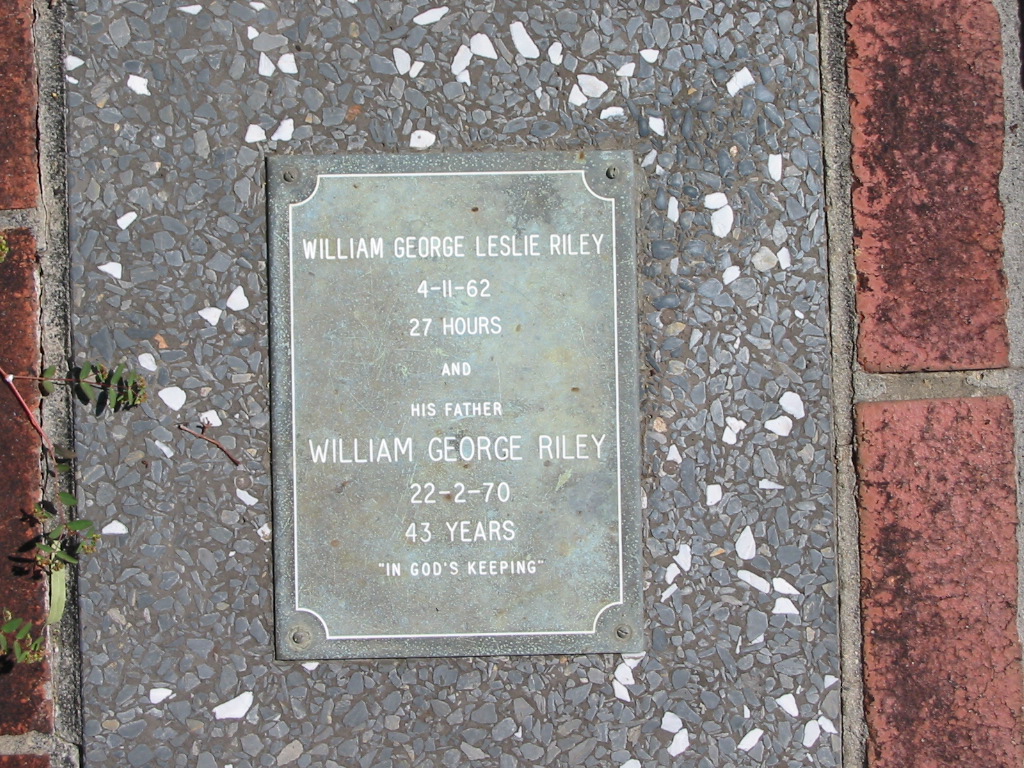 WILLIAM GEORGE LESLIE RILEY
4-11-62
27 HOURS
AND
HIS FATHER
WILLIAM GEORGE RILEY
22-2-70
43 YEARS
"IN GOD'S KEEPING"